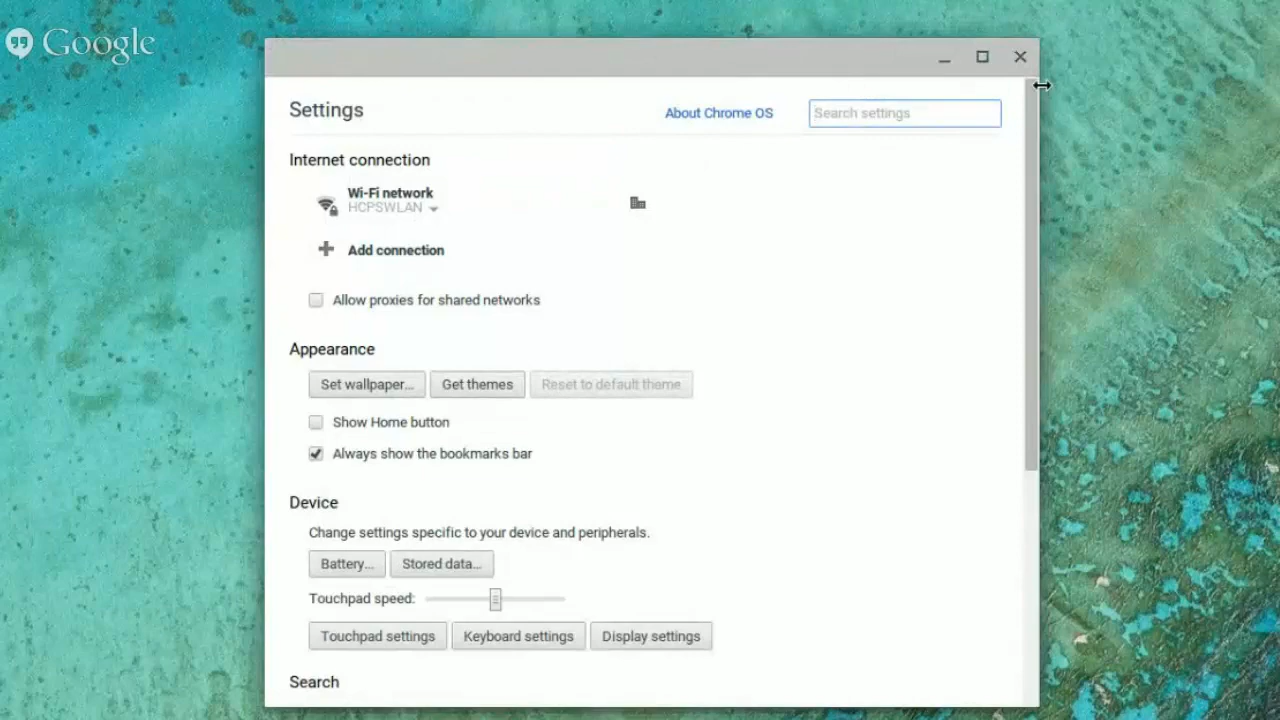 Google
Settings
About Chrome OS
Search settings
Internet connection
Wi-Fi network
HCPSWLAN
Add connection
Allow proxies for shared networks
Appearance
Set wallpaper...
Get themes
Reset to default theme
Show Home button
Always show the bookmarks bar
Device
Change settings specific to your device and peripherals.
Battery...
Stored data...
Touchpad speed:
Touchpad settings
Keyboard settings
Display settings
Search